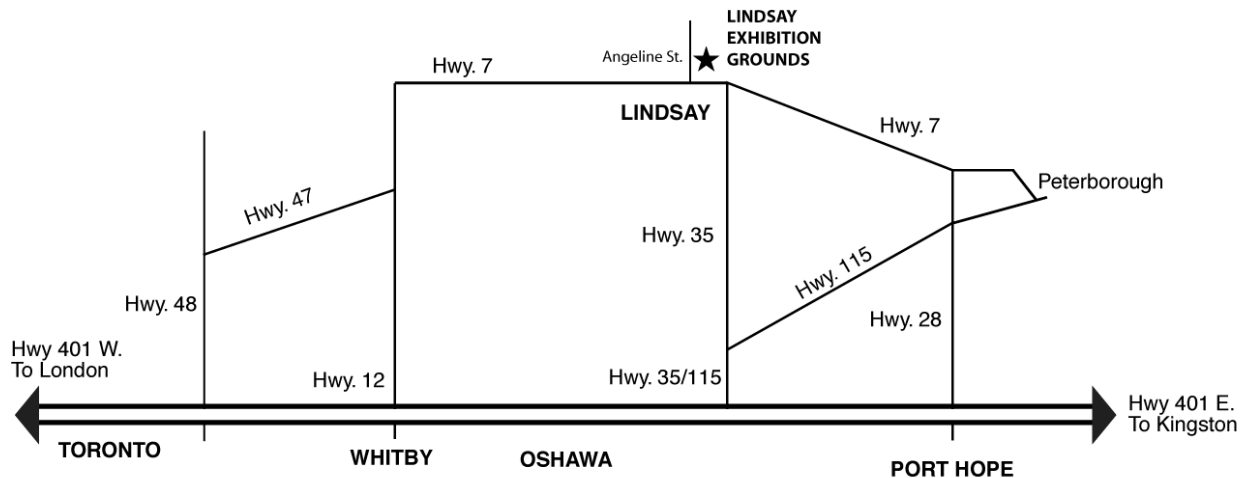 LINDSAY
EXHIBITION
GROUNDS
Angeline St.
Hwy. 7
LINDSAY
Hwy. 7
Peterborough
Hwy. 47
Hwy. 35
Hwy. 115
Hwy. 48
Hwy. 28
Hwy 401 W.
To London
Hwy. 12
Hwy. 35/115
Hwy 401 E.
To Kingston
TORONTO
WHITBY
OSHAWA
PORT HOPE